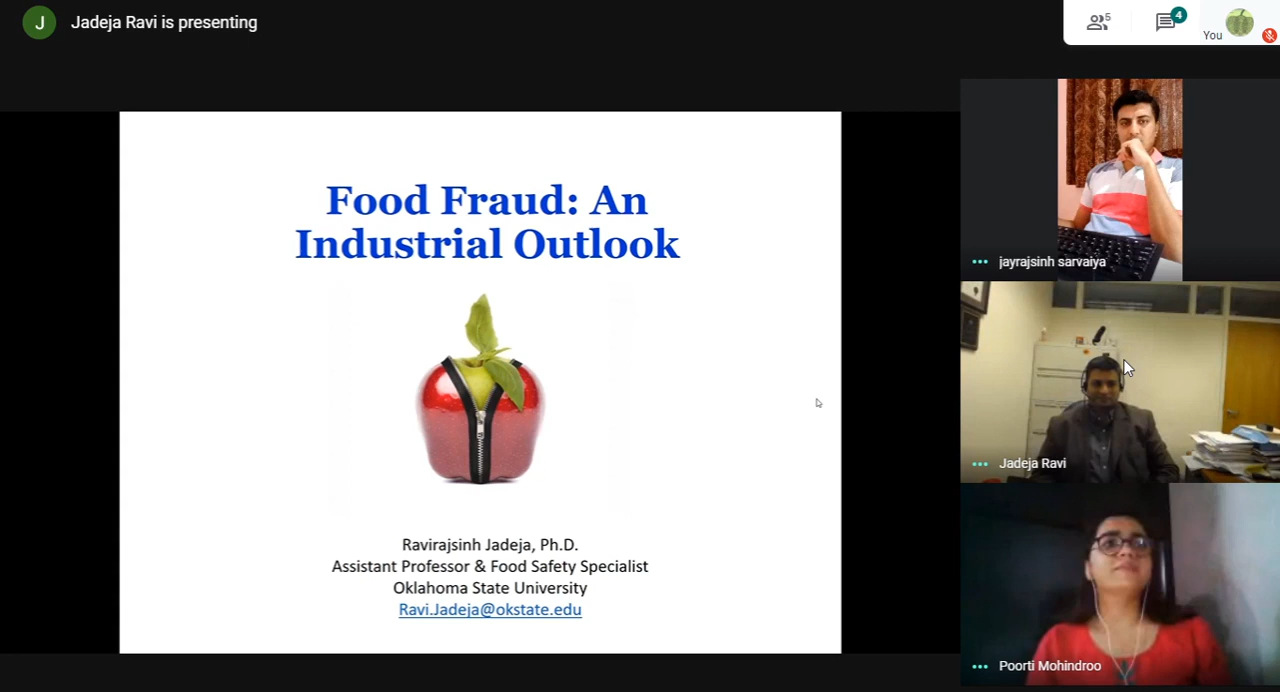 J
Jadeja Ravi is presenting
5
4
You
Food Fraud: An
Industrial Outlook
Ravirajsinh Jadeja, Ph.D.
Assistant Professor & Food Safety Specialist
Oklahoma State University
Ravi.Jadeja@okstate.edu
jayrajsinh sarvaiya
Jadeja Ravi
Poorti Mohindroo